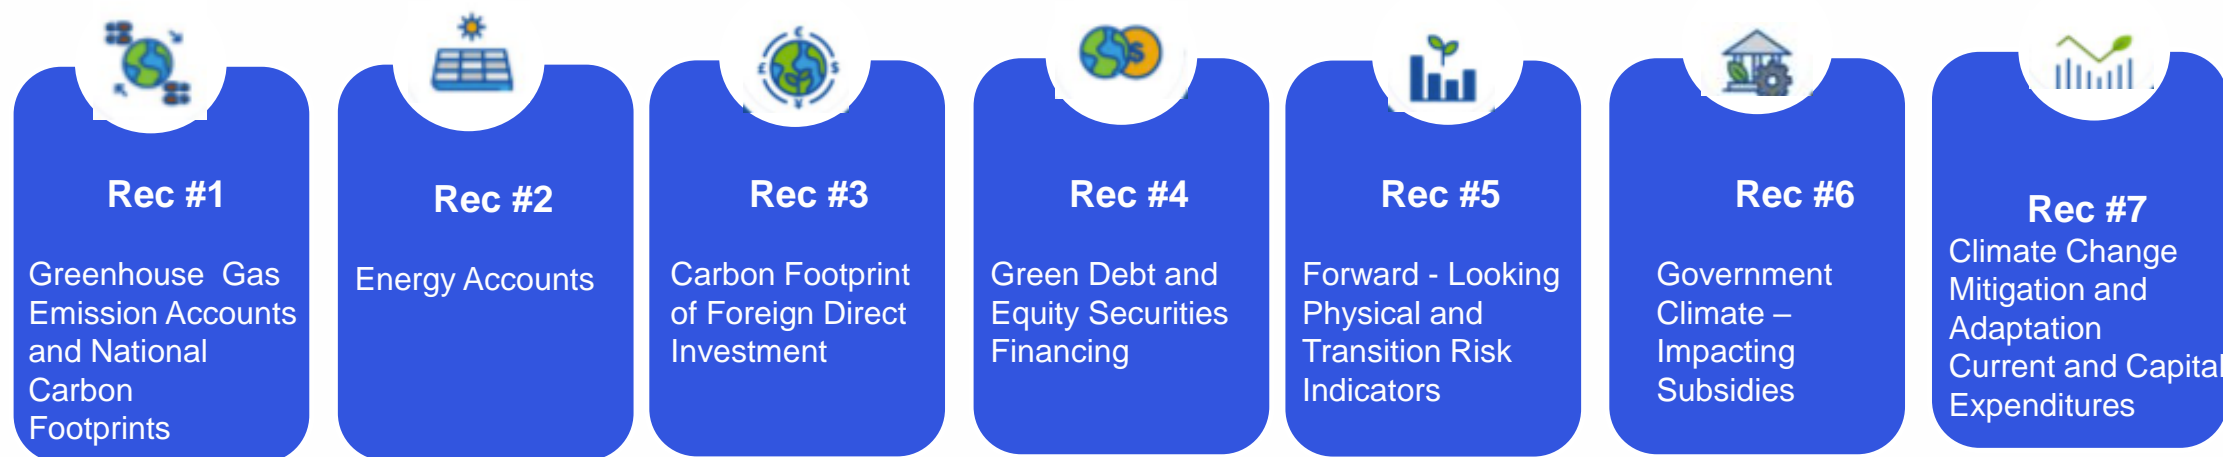 Rec #1
Greenhouse Gas
Emission Accounts
and National
Carbon
Footprints
Rec #2
Energy Accounts
Rec #3
Carbon Footprint
of Foreign Direct
Investment
Rec #4
Green Debt and
Equity Securities
Financing
Rec #5
Forward - Looking
Physical and
Transition Risk
Indicators
Rec #6
Government
Climate –
Impacting
Subsidies
Rec #7
Climate Change
Mitigation and
Adaptation
Current and Capital
Expenditures